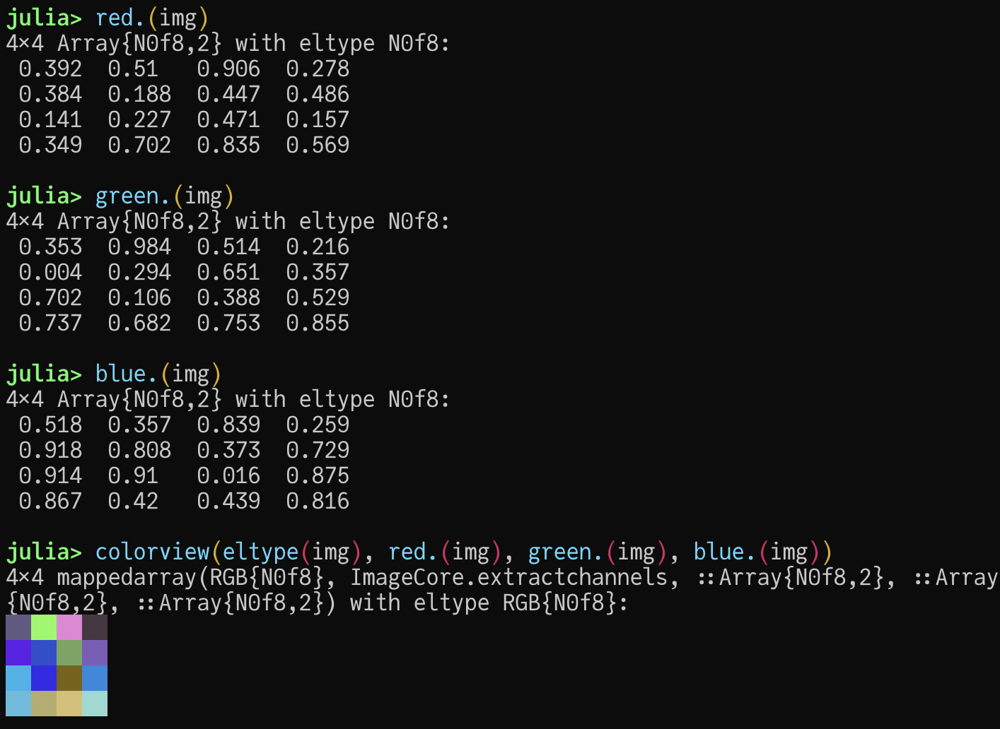 julia> red.(img)
4×4 Array{N0f8,2} with eltype N0f8:
 0.392  0.51   0.906  0.278
 0.384  0.188  0.447  0.486
 0.141  0.227  0.471  0.157
 0.349  0.702  0.835  0.569

julia> green.(img)
4×4 Array{N0f8,2} with eltype N0f8:
 0.353  0.984  0.514  0.216
 0.004  0.294  0.651  0.357
 0.702  0.106  0.388  0.529
 0.737  0.682  0.753  0.855

julia> blue.(img)
4×4 Array{N0f8,2} with eltype N0f8:
 0.518  0.357  0.839  0.259
 0.918  0.808  0.373  0.729
 0.914  0.91   0.016  0.875
 0.867  0.42   0.439  0.816

julia> colorview(eltype(img), red.(img), green.(img), blue.(img))
4×4 mappedarray(RGB{N0f8}, ImageCore.extractchannels, ::Array{N0f8,2}, ::Array
{N0f8,2}, ::Array{N0f8,2}) with eltype RGB{N0f8}: